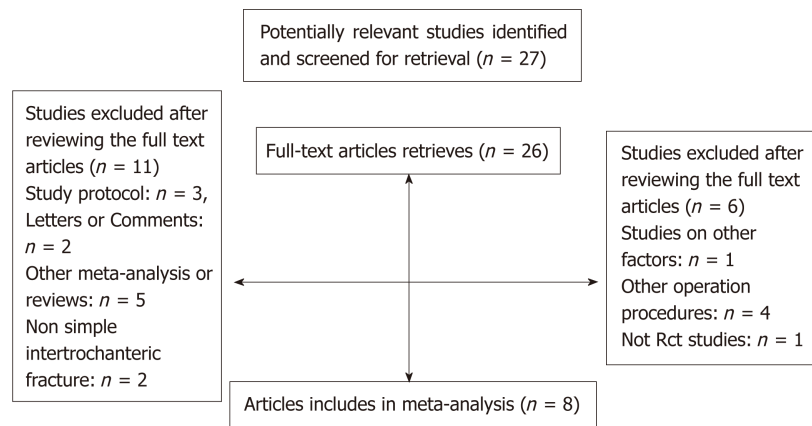 Potentially relevant studies identified
and screened for retrieval (n = 27)
Studies excluded after
reviewing the full text
articles (n = 11)
Study protocol: n = 3,
Letters or Comments:
n = 2
Other meta-analysis or
reviews: n = 5
Non simple
intertrochanteric
fracture: n = 2
Full-text articles retrieves (n = 26)
Studies excluded after
reviewing the full text
articles (n = 6)
Studies on other
factors: n = 1
Other operation
procedures: n = 4
Not Rct studies: n = 1
Articles includes in meta-analysis (n = 8)